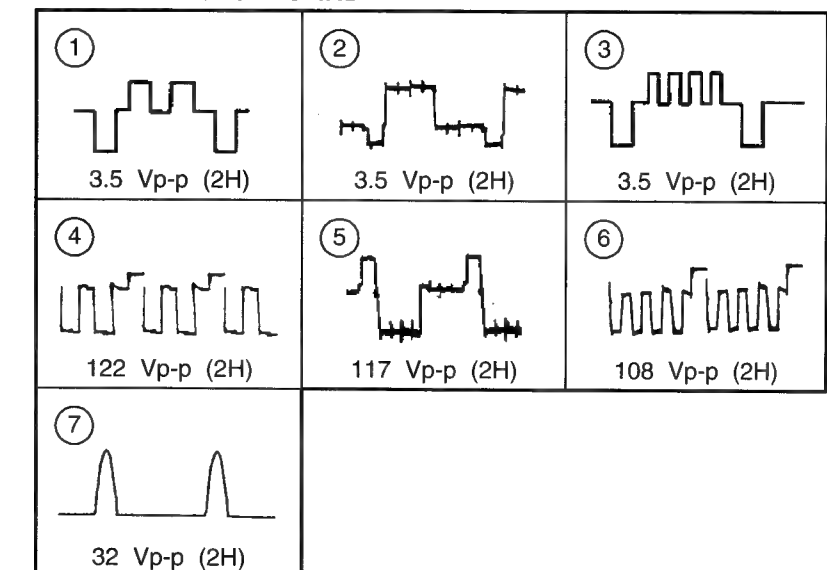 1
2
3
3.5 Vp-p (2H)
3.5 Vp-p (2H)
3.5 Vp-p (2H)
4
5
6
122 Vp-p (2H)
117 Vp-p (2H)
108 Vp-p (2H)
7
32 Vp-p (2H)